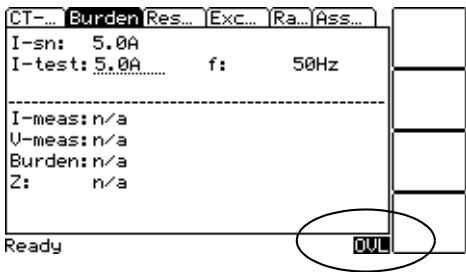 CT-... Burden Res... Exc... Ra... Ass...
I-sn: 5.0A
I-test: 5.0A f: 50Hz
I-meas: n/a
V-meas: n/a
Burden: n/a
Z: n/a
Ready OVL